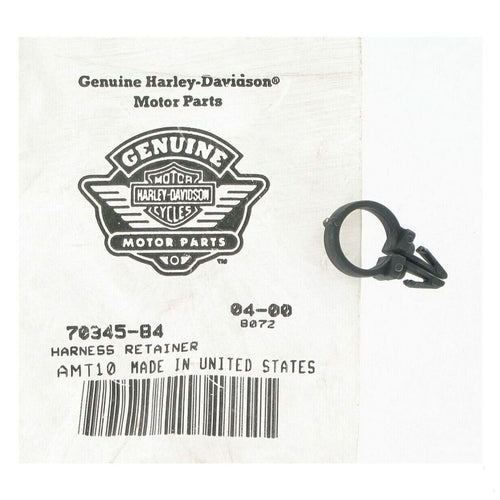 Genuine Harley-Davidson®
Motor Parts
GENUINE
MOTOR
HARLEY-DAVIDSON
CYCLES
MOTOR PARTS
TM
04-00
70345-84
8072
HARNESS RETAINER
AMT10 MADE IN UNITED STATES